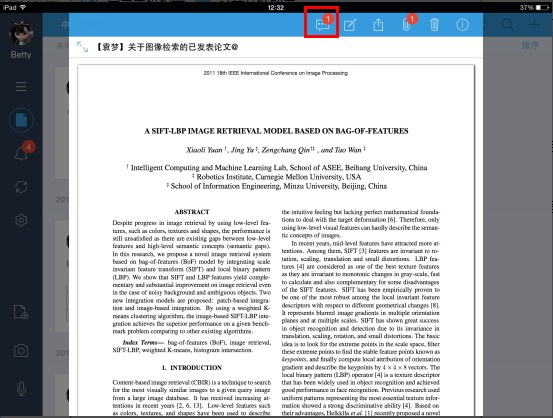 iPad
12:32
37%
1
1
Betty
排序
4
【袁梦】关于图像检索的已发表论文@
2011 18th IEEE International Conference on Image Processing
A SIFT-LBP IMAGE RETRIEVAL MODEL BASED ON BAG-OF-FEATURES
Xiaoli Yuan †, Jing Yu ‡, Zengchang Qin†‡ , and Tao Wan ‡
† Intelligent Computing and Machine Learning Lab, School of ASEE, Beihang University, China
‡ Robotics Institute, Carnegie Mellon University, USA
‡ School of Information Engineering, Minzu University, Beijing, China
ABSTRACT
Despite progress in image retrieval by using low-level fea-
tures, such as colors, textures and shapes, the performance is
still unsatisfied as there are existing gaps between low-level
features and high-level semantic concepts (semantic gaps).
In this research, we propose a novel image retrieval system
based on bag-of-features (BoF) model by integrating scale
invariant feature transform (SIFT) and local binary pattern
(LBP). We show that SIFT and LBP features yield comple-
mentary and substantial improvement on image retrieval even
in the case of noisy background and ambiguous objects. Two
new integration models are proposed: patch-based integra-
tion and image-based integration. By using a weighted K-
means clustering algorithm, the image-based SIFT-LBP inte-
gration achieves the superior performance on a given bench-
mark problem comparing to other existing algorithms.
Index Terms— bag-of-features (BoF), image retrieval,
SIFT-LBP, weighted K-means, histogram intersection.
1. INTRODUCTION
Content-based image retrieval (CBIR) is a technique to search
for the most visually similar images to a given query image
from a large image database. It has received increasing at-
tentions in recent years [2, 6, 13]. Low-level features such
as colors, textures, and shapes have been used to describe
the intuitive feeling but lacking perfect mathematical founda-
tions to deal with the target deformation [6]. Therefore, only
using low-level visual features can hardly describe the seman-
tic concepts of images.
In recent years, mid-level features have attracted more at-
tentions. Among them, SIFT [3] features are invariant to ro-
tation, scaling, translation and small distortions. LBP fea-
tures [4] are considered as one of the best texture features
as they are invariant to monotonic changes in gray-scale, fast
to calculate and also complementary for some disadvantages
of the SIFT features. SIFT has been empirically proven to
be one of the most robust among the local invariant feature
descriptors with respect to different geometrical changes [8].
It represents blurred image gradients in multiple orientation
planes and at multiple scales. SIFT has shown great success
in object recognition and detection due to its invariance in
translation, scaling, rotation, and small distortions. The basic
idea is to look for the extreme points in the scale space, filter
these extreme points to find the stable feature points known as
keypoints, and finally compute local attribution of orientation
gradient and describe the keypoints by 4 × 4 × 8 vectors. The
local binary pattern (LBP) operator [4] is a texture descriptor
that has been widely used in object recognition and achieved
good performance in face recognition. Previous research used
uniform patterns representing the most essential texture infor-
mation showed a strong discriminative ability [4]. Based on
their advantages, Heikkila et al. [1] recently proposed a novel